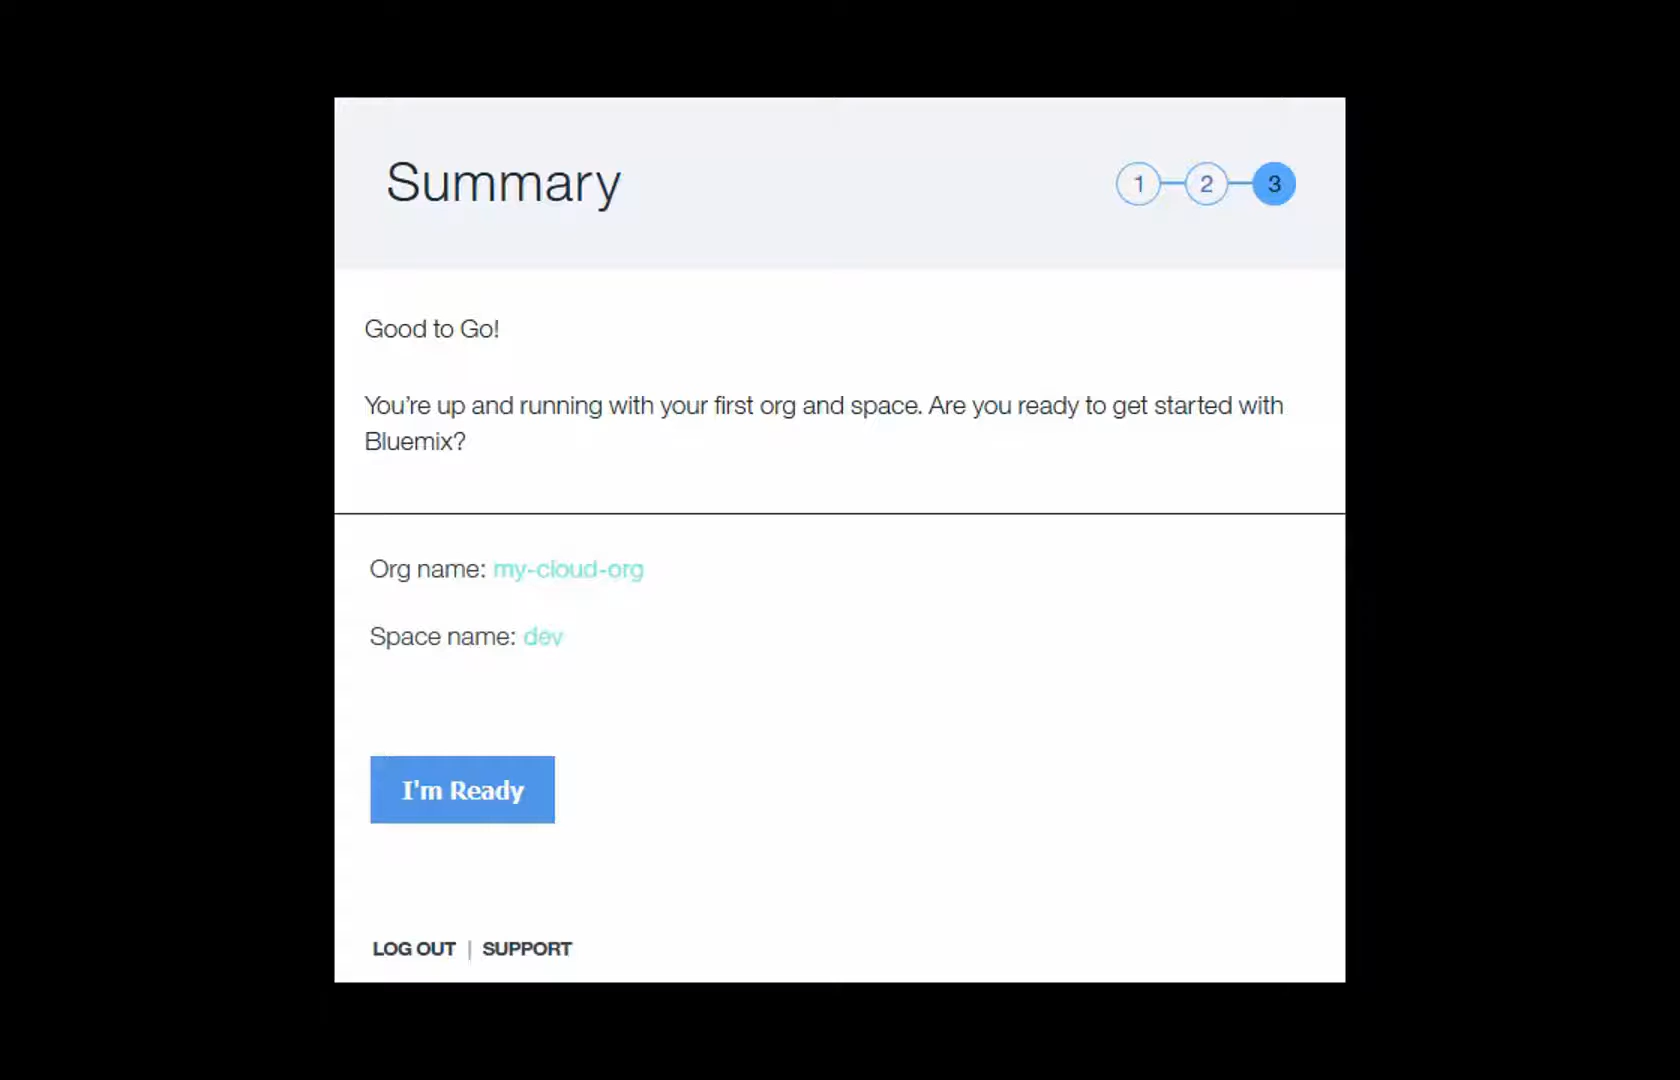 Summary
1 2 3
Good to Go!
You’re up and running with your first org and space. Are you ready to get started with
Bluemix?
Org name: my-cloud-org
Space name: dev
I'm Ready
LOG OUT | SUPPORT